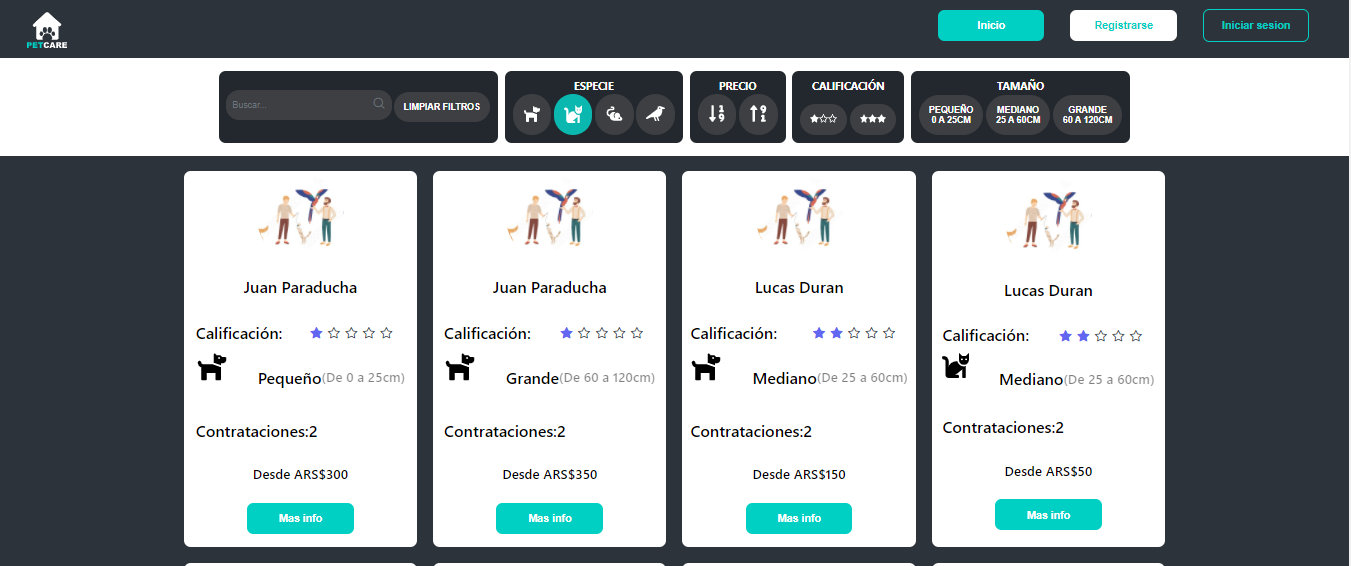 Inicio
Registrarse
Iniciar sesion
PETCARE
Buscar...
LIMPIAR FILTROS
ESPECIE
PRECIO
1
9
9
1
CALIFICACIÓN
TAMAÑO
PEQUEÑO
0 A 25CM
MEDIANO
25 A 60CM
GRANDE
60 A 120CM
Juan Paraducha
Calificación:
Pequeño(De 0 a 25cm)
Contrataciones:2
Desde ARS$300
Mas info
Juan Paraducha
Calificación:
Grande(De 60 a 120cm)
Contrataciones:2
Desde ARS$350
Mas info
Lucas Duran
Calificación:
Mediano(De 25 a 60cm)
Contrataciones:2
Desde ARS$150
Mas info
Lucas Duran
Calificación:
Mediano(De 25 a 60cm)
Contrataciones:2
Desde ARS$50
Mas info